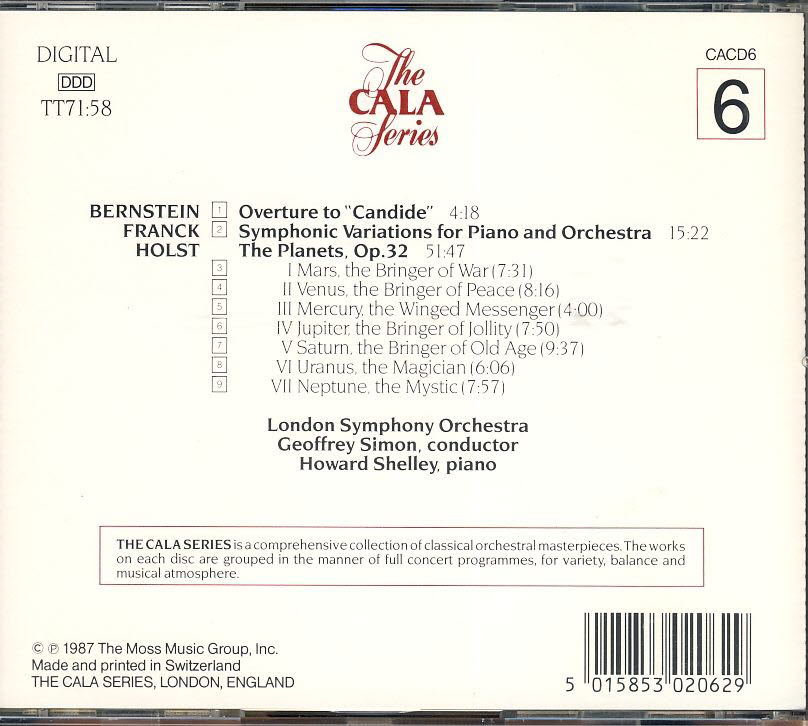 DIGITAL
DDD
TT71:58
The
CALA
Series
CACD6
6
BERNSTEIN 1 Overture to "Candide" 4:18
FRANCK 2 Symphonic Variations for Piano and Orchestra 15:22
HOLST The Planets, Op.32 51:47
3 I Mars, the Bringer of War (7:31)
4 II Venus, the Bringer of Peace (8:16)
5 III Mercury, the Winged Messenger (4:00)
6 IV Jupiter, the Bringer of Jollity (7:50)
7 V Saturn, the Bringer of Old Age (9:37)
8 VI Uranus, the Magician (6:06)
9 VII Neptune, the Mystic (7:57)
London Symphony Orchestra
Geoffrey Simon, conductor
Howard Shelley, piano
THE CALA SERIES is a comprehensive collection of classical orchestral masterpieces. The works
on each disc are grouped in the manner of full concert programmes, for variety, balance and
musical atmosphere.
© ℗ 1987 The Moss Music Group, Inc.
Made and printed in Switzerland
THE CALA SERIES, LONDON, ENGLAND
5 015853 020629